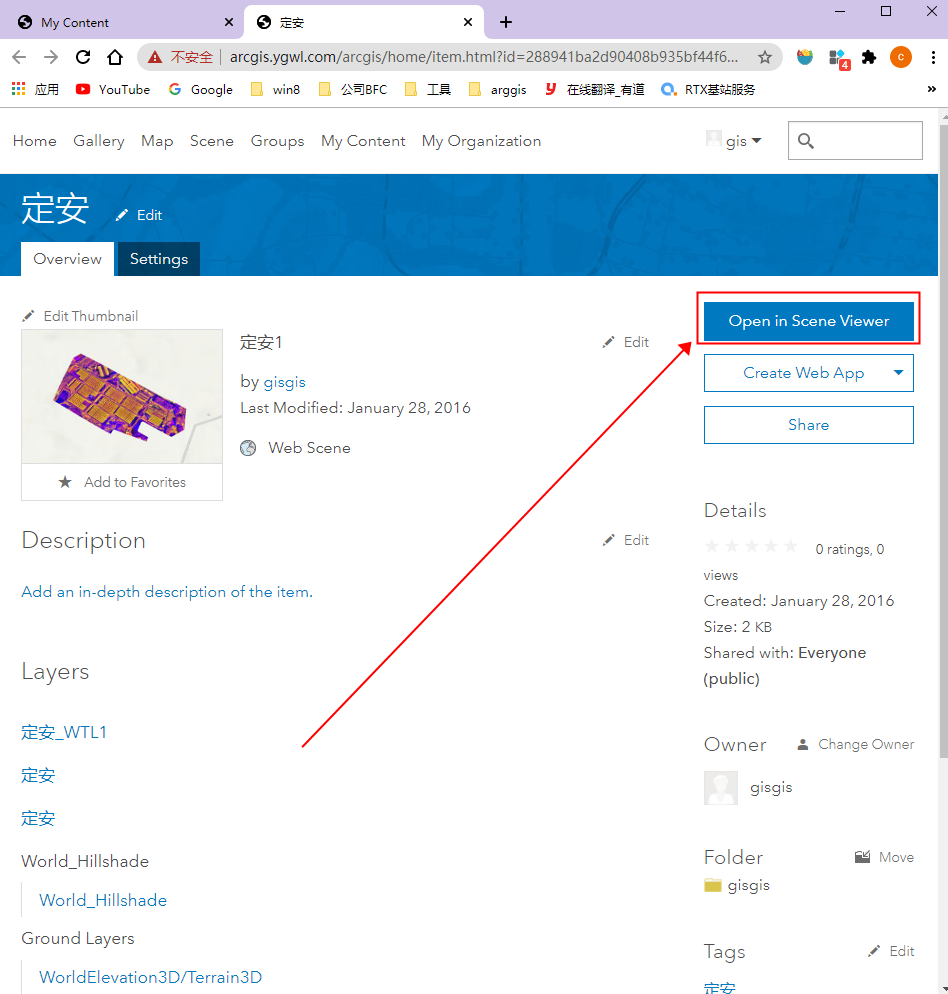 My Content
定安
不安全
arcgis.ygwl.com/arcgis/home/item.html?id=288941ba2d90408b935bf44f6...
4
c
应用 YouTube Google win8 公司BFC 工具 arggis 在线翻译_有道 RTX基站服务 »
Home Gallery Map Scene Groups My Content My Organization gis
定安 Edit
Overview Settings
Edit Thumbnail
Open in Scene Viewer
定安1 Edit
Create Web App
by gisgis
Last Modified: January 28, 2016
Share
Web Scene
Add to Favorites
Details
Description Edit
0 ratings, 0
views
Add an in-depth description of the item.
Created: January 28, 2016
Size: 2 KB
Shared with: Everyone
(public)
Layers
定安_WTL1
Owner Change Owner
定安
gisgis
定安
World_Hillshade
Folder Move
gisgis
World_Hillshade
Ground Layers
Tags Edit
WorldElevation3D/Terrain3D
定安